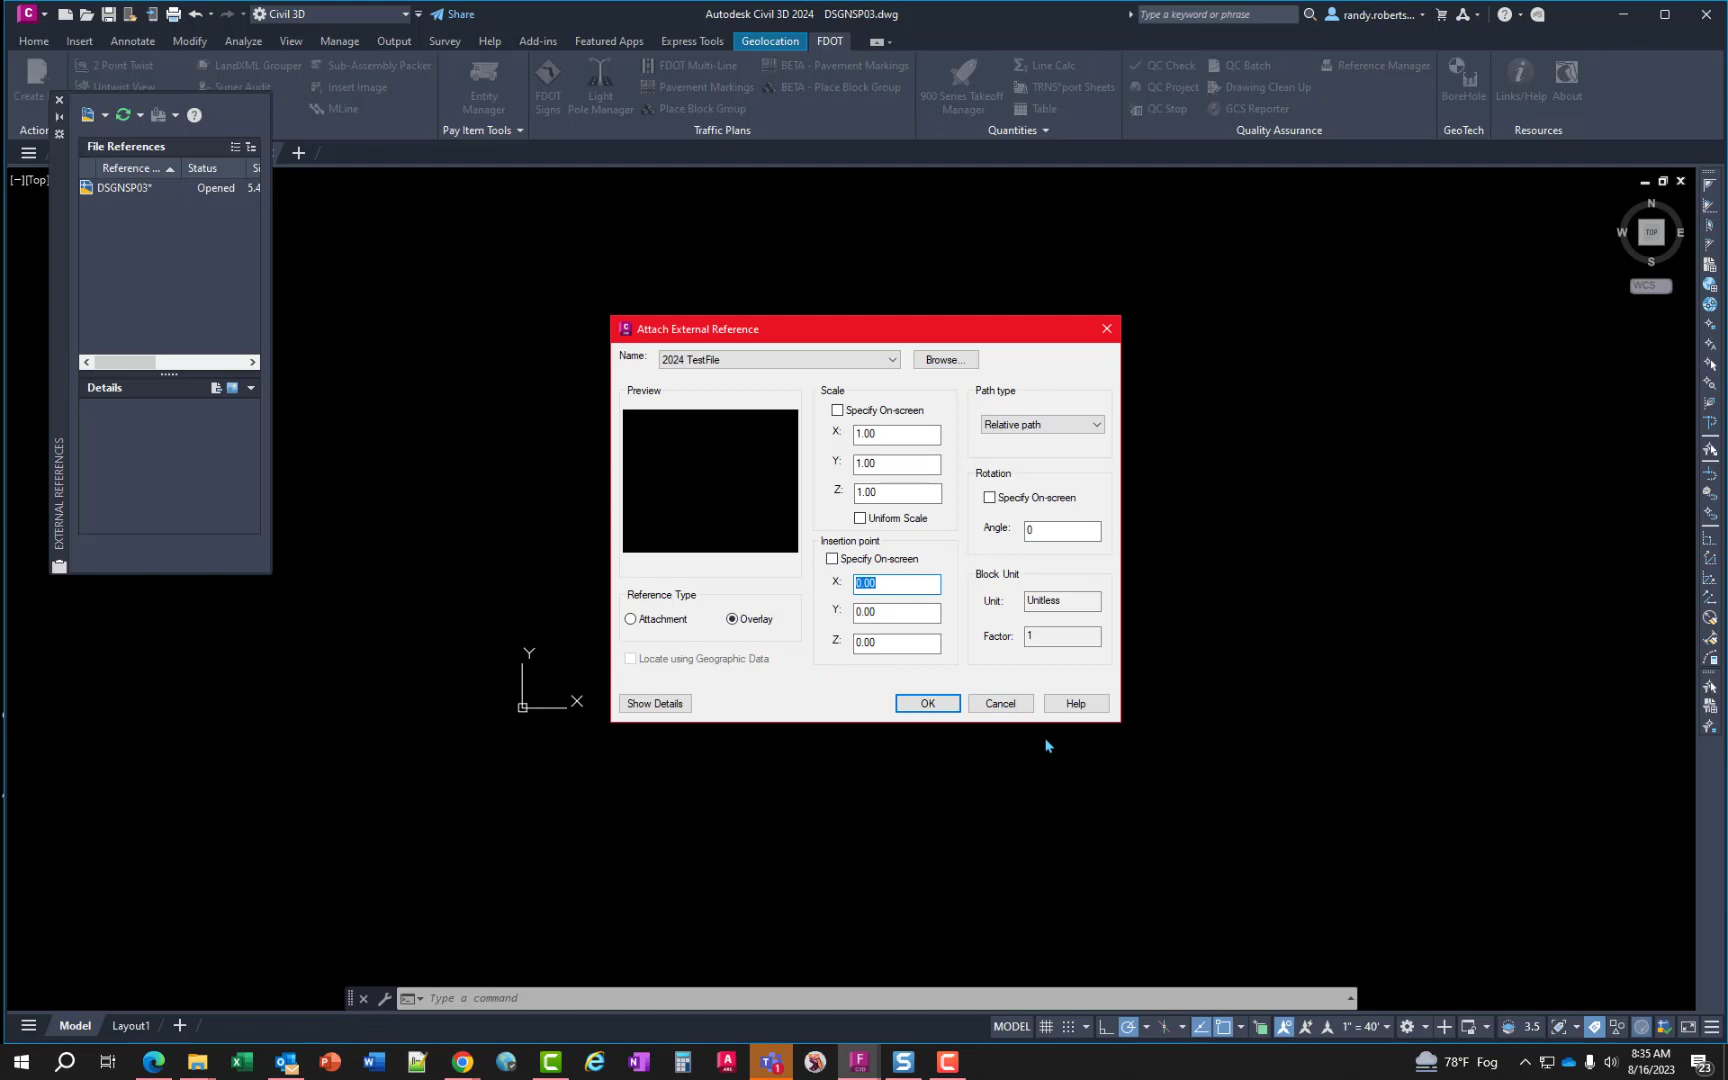 Civil 3D
Share
Autodesk Civil 3D 2024 DSGNSP03.dwg
Type a keyword or phrase
randy.roberts...
Home Insert Annotate Modify Analyze View Manage Output Survey Help Add-ins Featured Apps Express Tools Geolocation FDOT
2 Point Twist LandXML Grouper Sub-Assembly Packer FDOT Multi-Line BETA - Pavement Markings Line Calc QC Check QC Batch Reference Manager
Untwist View Super Audit Insert Image Pavement Markings BETA - Place Block Group TRNS*port Sheets QC Project Drawing Clean Up
Create Entity Manager FDOT Signs Light Pole Manager 900 Series Takeoff Manager BoreHole Links/Help About
MLine Place Block Group Table QC Stop GCS Reporter
Pay Item Tools Traffic Plans Quantities Quality Assurance GeoTech Resources
[−][Top]
File References
Reference ... Status
DSGNSP03* Opened 5.4
Details
EXTERNAL REFERENCES
N
W TOP E
S
WCS
Attach External Reference
Name: 2024 TestFile Browse...
Preview
Scale
Specify On-screen
X: 1.00
Y: 1.00
Z: 1.00
Uniform Scale
Path type
Relative path
Rotation
Specify On-screen
Angle: 0
Insertion point
Specify On-screen
X: 0.00
Y: 0.00
Z: 0.00
Block Unit
Unit: Unitless
Factor: 1
Reference Type
Attachment Overlay
Locate using Geographic Data
Show Details OK Cancel Help
Y
X
Type a command
Model Layout1
MODEL 1" = 40' 3.5
78°F Fog
8:35 AM
8/16/2023
23